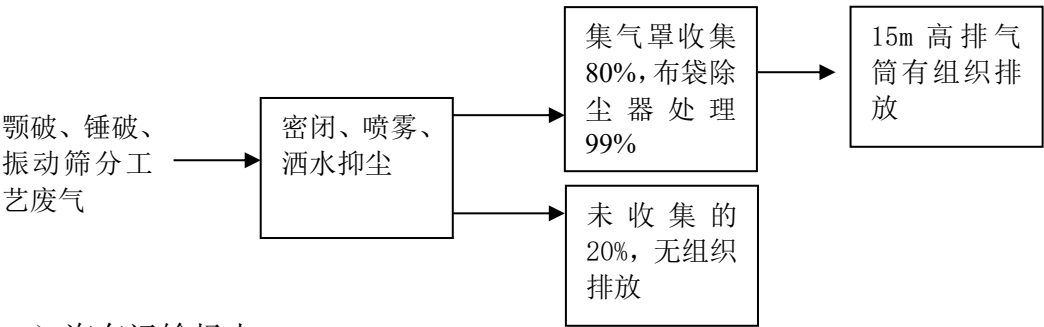 颚破、锤破、
振动筛分工
艺废气
密闭、喷雾、
洒水抑尘
集气罩收集
80%，布袋除
尘器处理
99%
15m 高排气
筒有组织排
放
未收集的
20%，无组织
排放